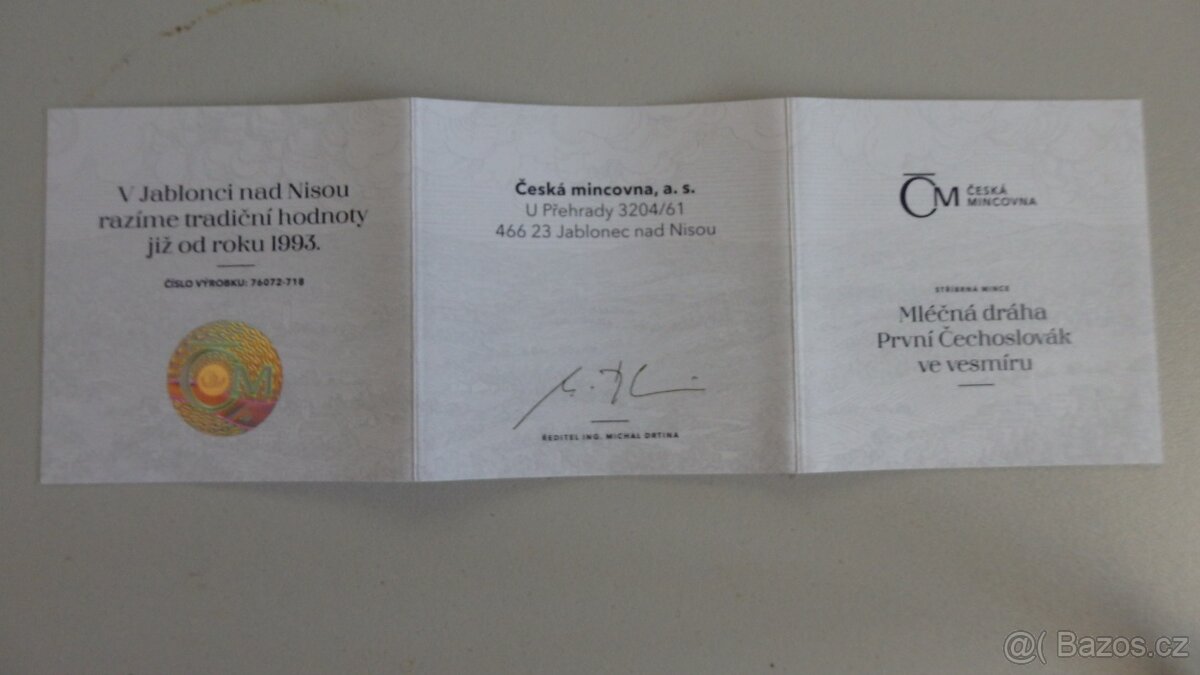 V Jablonci nad Nisou
razíme tradiční hodnoty
již od roku 1993.
ČÍSLO VÝROBKU: 76072-718
ČM
Česká mincovna, a. s.
U Přehrady 3204/61
466 23 Jablonec nad Nisou
ŘEDITEL ING. MICHAL DRTINA
ČM ČESKÁ
MINCOVNA
STŘÍBRNÁ MINCE
Mléčná dráha
První Čechoslovák
ve vesmíru
@( Bazos.cz